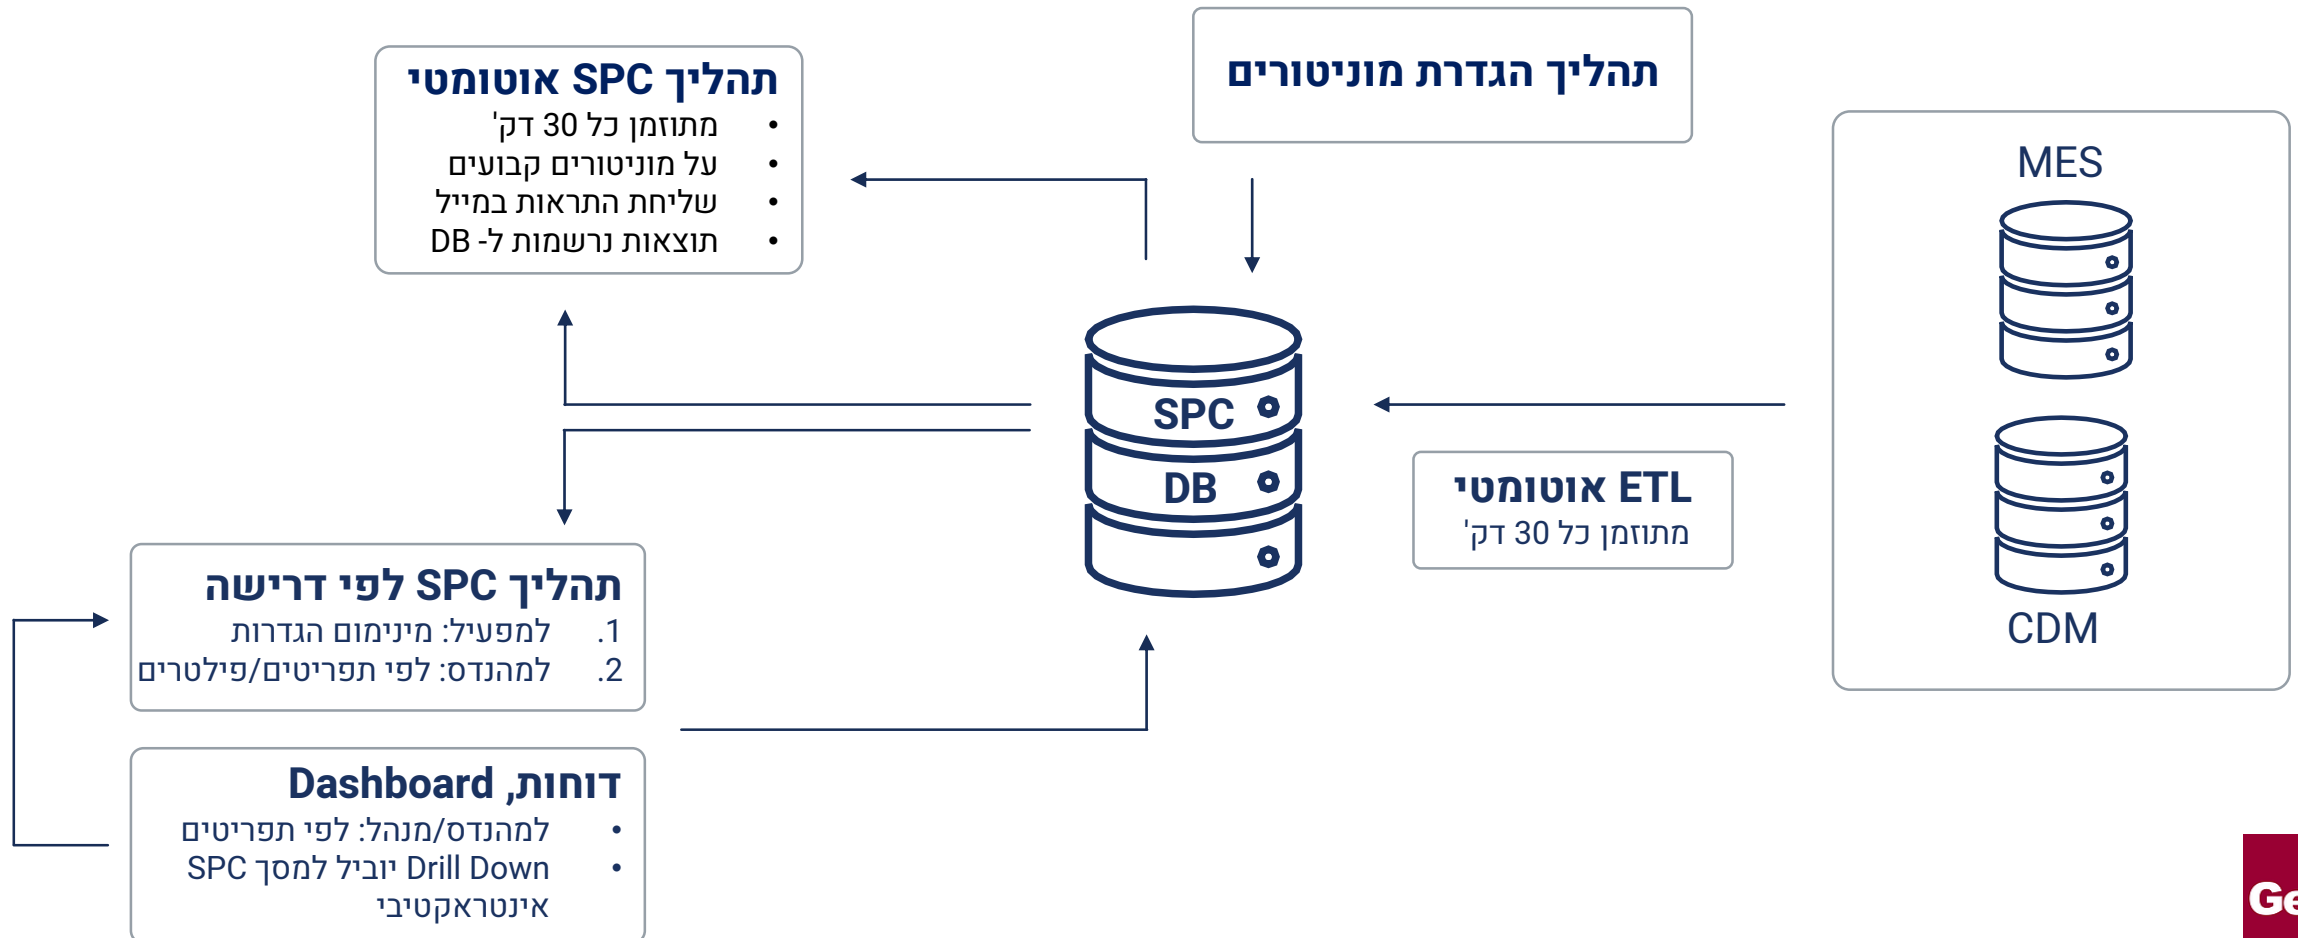 תהליך הגדרת מוניטורים
תהליך SPC אוטומטי
• מתוזמן כל 30 דק'
• על מוניטורים קבועים
• שליחת התראות במייל
• תוצאות נרשמות ל- DB
MES
CDM
SPC
DB
ETL אוטומטי
מתוזמן כל 30 דק'
תהליך SPC לפי דרישה
1. למפעיל: מינימום הגדרות
2. למהנדס: לפי תפריטים/פילטרים
דוחות, Dashboard
• למהנדס/מנהל: לפי תפריטים
• Drill Down יוביל למסך SPC
אינטראקטיבי